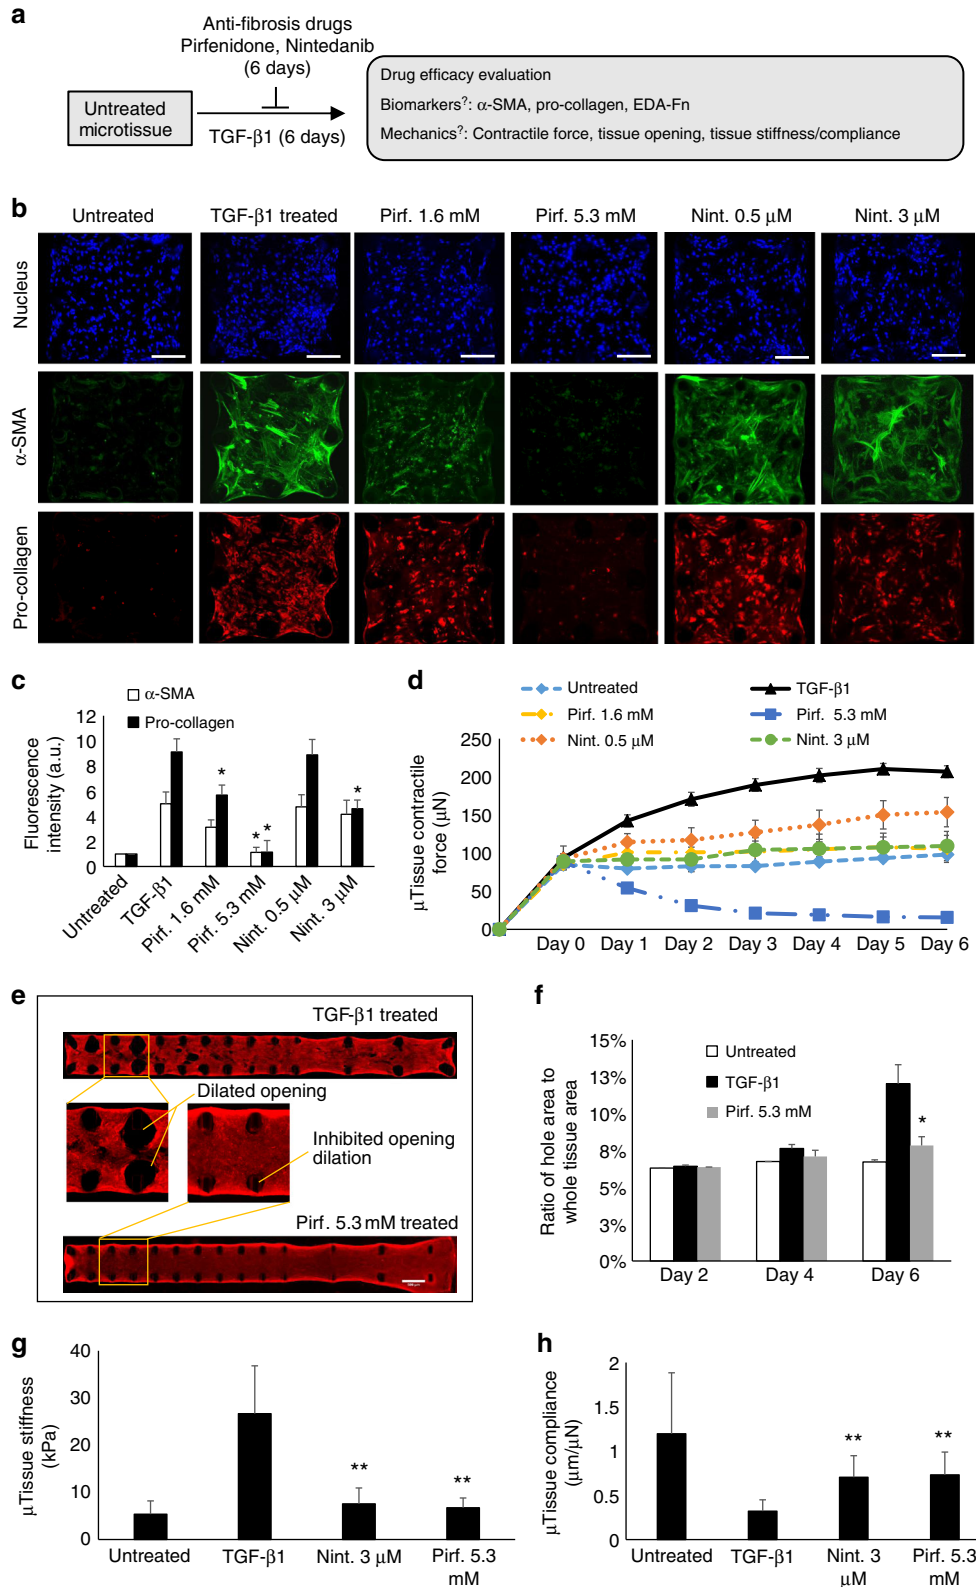 a
Anti-fibrosis drugs
Pirfenidone, Nintedanib
(6 days)
Untreated
microtissue
TGF-β1 (6 days)
Drug efficacy evaluation
Biomarkers?: α-SMA, pro-collagen, EDA-Fn
Mechanics?: Contractile force, tissue opening, tissue stiffness/compliance
b
Untreated
TGF-β1 treated
Pirf. 1.6 mM
Pirf. 5.3 mM
Nint. 0.5 μM
Nint. 3 μM
Nucleus
α-SMA
Pro-collagen
c
α-SMA
Pro-collagen
Fluorescence
intensity (a.u.)
12
10
8
6
4
2
0
*
* *
*
Untreated
TGF-β1
Pirf. 1.6 mM
Pirf. 5.3 mM
Nint. 0.5 μM
Nint. 3 μM
d
Untreated
TGF-β1
Pirf. 1.6 mM
Pirf. 5.3 mM
Nint. 0.5 μM
Nint. 3 μM
μTissue contractile
force (μN)
250
200
150
100
50
0
Day 0 Day 1 Day 2 Day 3 Day 4 Day 5 Day 6
e
TGF-β1 treated
Dilated opening
Inhibited opening
dilation
Pirf. 5.3 mM treated
f
Ratio of hole area to
whole tissue area
15%
13%
10%
8%
6%
5%
3%
0%
Untreated
TGF-β1
Pirf. 5.3 mM
*
Day 2 Day 4 Day 6
g
μTissue stiffness
(kPa)
40
30
20
10
0
**
**
Untreated
TGF-β1
Nint. 3 μM
Pirf. 5.3
mM
h
μTissue compliance
(μm/μN)
2
1.5
1
0.5
0
**
**
Untreated
TGF-β1
Nint. 3
μM
Pirf. 5.3
mM